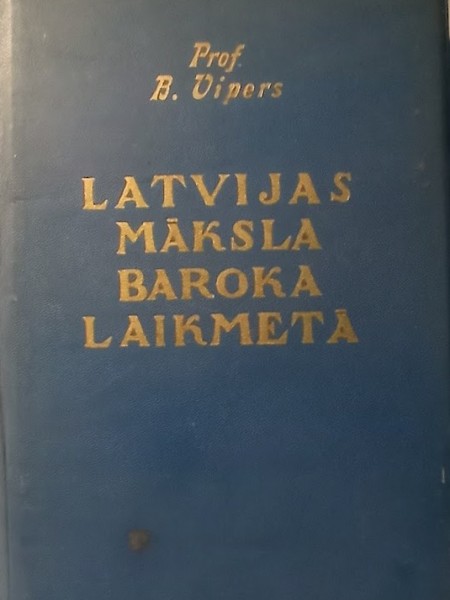 Prof.
B. Vipers
LATVIJAS
MĀKSLA
BAROKA
LAIKMETĀ